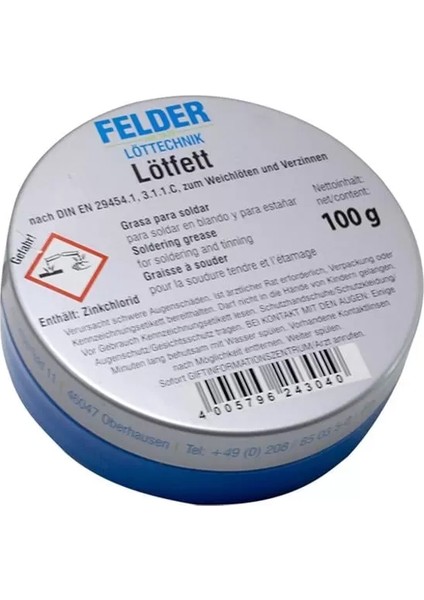 FELDER
LÖTTECHNIK
Lötfett
nach DIN EN 29454.1, 3.1.1.C, zum Weichlöten und Verzinnen
Grasa para soldar
para soldar en blando y para estañar
Soldering grease
for soldering and tinning
Graisse à souder
pour la soudure tendre et l'étamage
Nettoinhalt:
net/content:
100 g
Gefahr!
Enthält: Zinkchlorid
Verursacht schwere Augenschäden. Ist ärztlicher Rat erforderlich, Verpackung oder
Kennzeichnungsetikett bereithalten. Darf nicht in die Hände von Kindern gelangen.
Vor Gebrauch Kennzeichnungsetikett lesen. Schutzhandschuhe/Schutzkleidung/
Augenschutz/Gesichtsschutz tragen. BEI KONTAKT MIT DEN AUGEN: Einige
Minuten lang behutsam mit Wasser spülen. Vorhandene Kontaktlinsen
nach Möglichkeit entfernen. Weiter spülen.
Sofort GIFTINFORMATIONSZENTRUM/Arzt anrufen.
4 005796 243040
11 | 46047 Oberhausen | Tel: +49 (0) 208 / 85 03 5-0